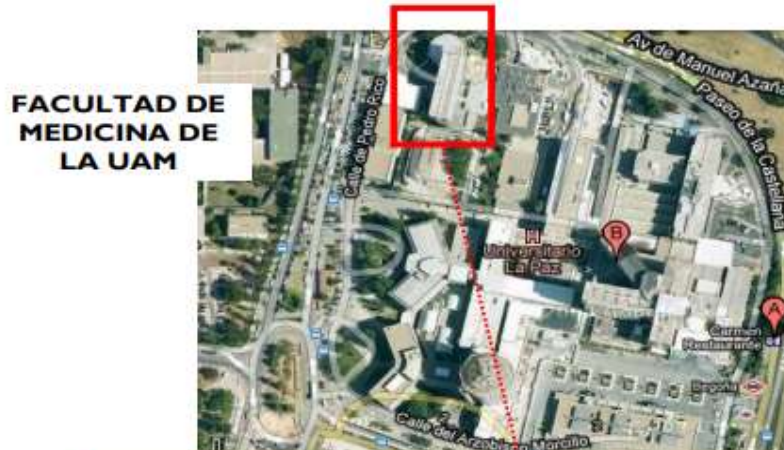 FACULTAD DE
MEDICINA DE
LA UAM
Av de Manuel Azaña
Paseo de la Castellana
Calle de Pedro Rico
B
Universitario
La Paz
A
Carmen
Restaurante
Begoña
Calle del Arzobispo Morcillo